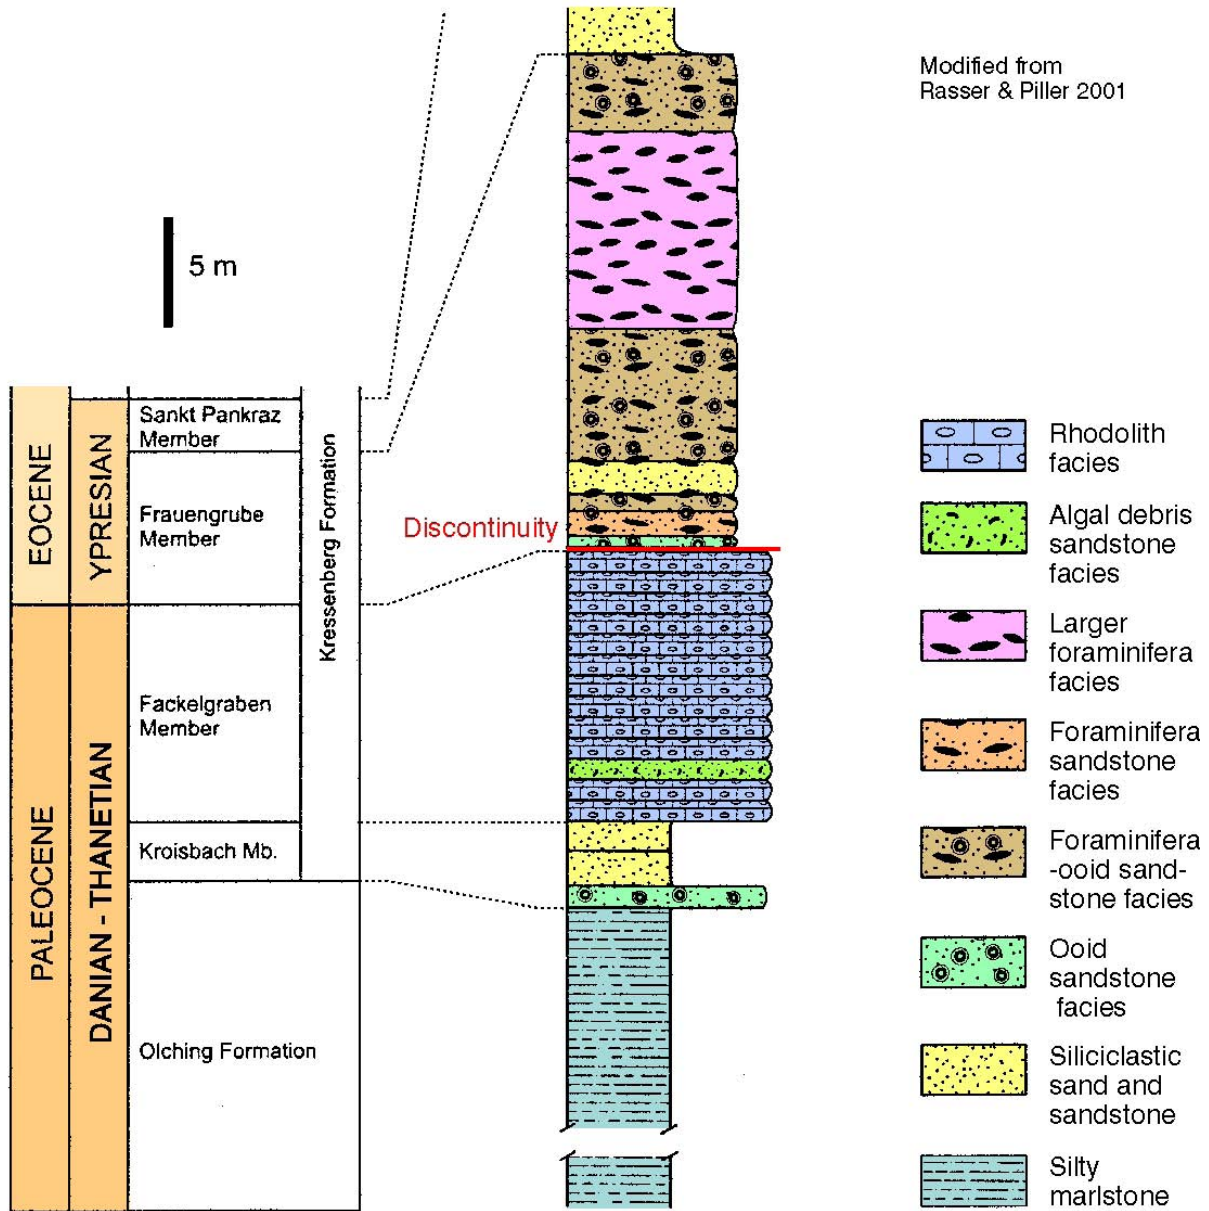 Modified from
Rasser & Piller 2001
5 m
EOCENE
PALEOCENE
YPRESIAN
DANIAN - THANETIAN
Sankt Pankraz
Member
Frauengrube
Member
Fackelgraben
Member
Kroisbach Mb.
Olching Formation
Kressenberg Formation
Discontinuity
Rhodolith
facies
Algal debris
sandstone
facies
Larger
foraminifera
facies
Foraminifera
sandstone
facies
Foraminifera
-ooid sand-
stone facies
Ooid
sandstone
facies
Siliciclastic
sand and
sandstone
Silty
marlstone